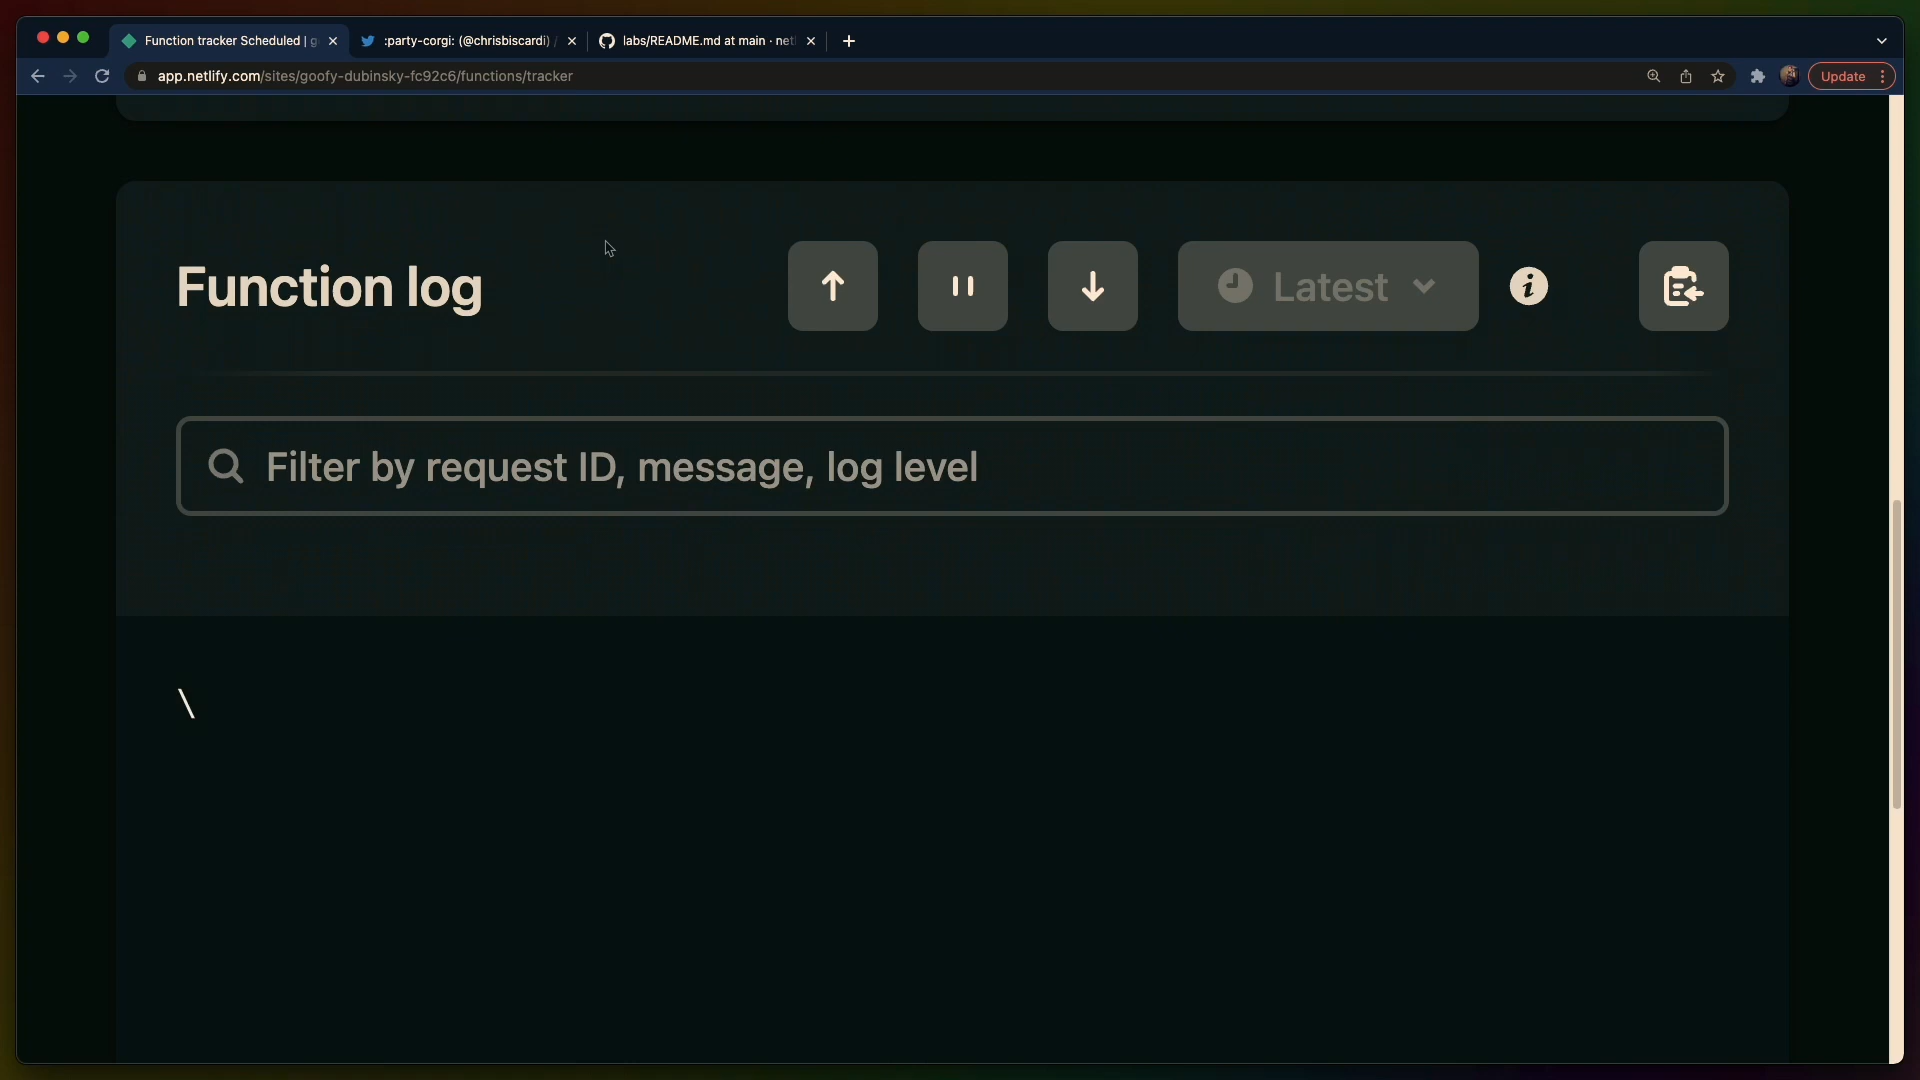 Function tracker Scheduled | g
:party-corgi: (@chrisbiscardi) /
labs/README.md at main · net
app.netlify.com/sites/goofy-dubinsky-fc92c6/functions/tracker
Update
Function log
Latest
Filter by request ID, message, log level
\